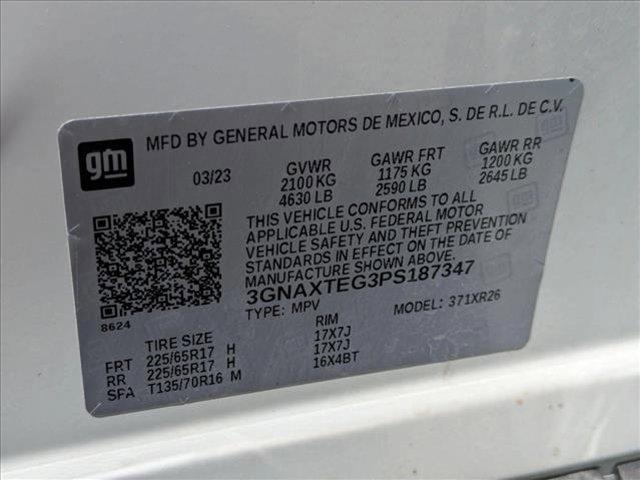 gm
MFD BY GENERAL MOTORS DE MEXICO, S. DE R.L. DE C.V.
03/23 GVWR GAWR FRT GAWR RR
2100 KG 1175 KG 1200 KG
4630 LB 2590 LB 2645 LB
THIS VEHICLE CONFORMS TO ALL
APPLICABLE U.S. FEDERAL MOTOR
VEHICLE SAFETY AND THEFT PREVENTION
STANDARDS IN EFFECT ON THE DATE OF
MANUFACTURE SHOWN ABOVE.
3GNAXTEG3PS187347
TYPE: MPV MODEL: 371XR26
8624
TIRE SIZE RIM
FRT 225/65R17 H 17X7J
RR 225/65R17 H 17X7J
SPA T135/70R16 M 16X4BT